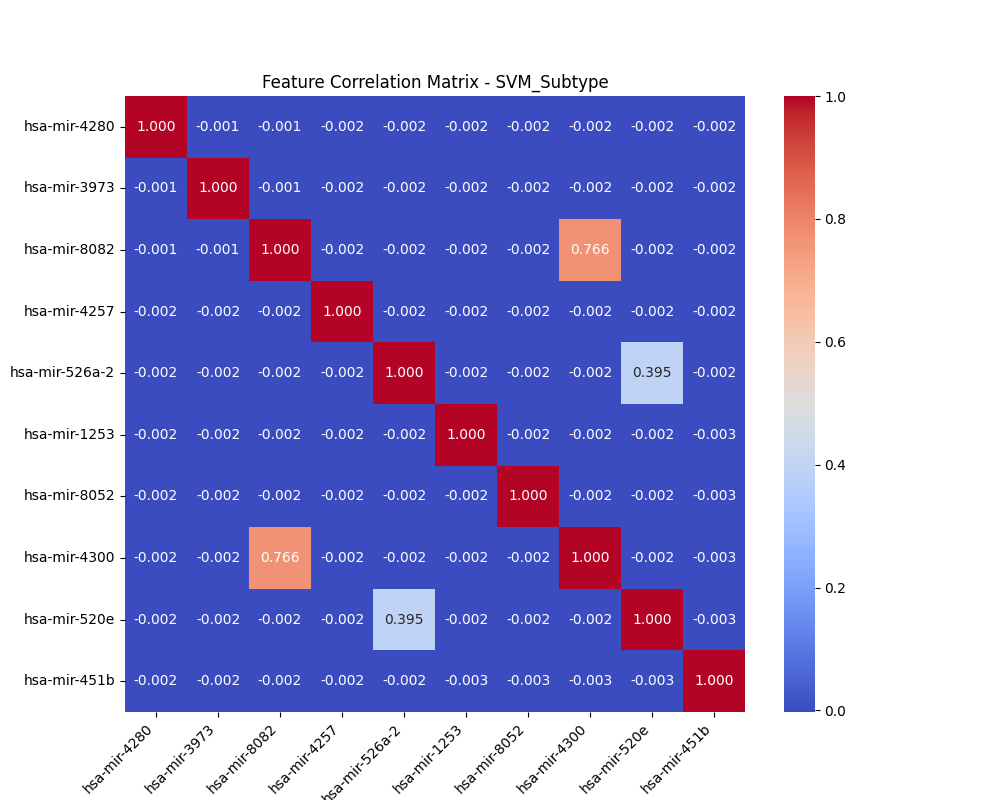 Feature Correlation Matrix - SVM_Subtype
hsa-mir-4280 1.000 -0.001 -0.001 -0.002 -0.002 -0.002 -0.002 -0.002 -0.002 -0.002
hsa-mir-3973 -0.001 1.000 -0.001 -0.002 -0.002 -0.002 -0.002 -0.002 -0.002 -0.002
hsa-mir-8082 -0.001 -0.001 1.000 -0.002 -0.002 -0.002 -0.002 0.766 -0.002 -0.002
hsa-mir-4257 -0.002 -0.002 -0.002 1.000 -0.002 -0.002 -0.002 -0.002 -0.002 -0.002
hsa-mir-526a-2 -0.002 -0.002 -0.002 -0.002 1.000 -0.002 -0.002 -0.002 0.395 -0.002
hsa-mir-1253 -0.002 -0.002 -0.002 -0.002 -0.002 1.000 -0.002 -0.002 -0.002 -0.003
hsa-mir-8052 -0.002 -0.002 -0.002 -0.002 -0.002 -0.002 1.000 -0.002 -0.002 -0.003
hsa-mir-4300 -0.002 -0.002 0.766 -0.002 -0.002 -0.002 -0.002 1.000 -0.002 -0.003
hsa-mir-520e -0.002 -0.002 -0.002 -0.002 0.395 -0.002 -0.002 -0.002 1.000 -0.003
hsa-mir-451b -0.002 -0.002 -0.002 -0.002 -0.002 -0.003 -0.003 -0.003 -0.003 1.000
hsa-mir-4280 hsa-mir-3973 hsa-mir-8082 hsa-mir-4257 hsa-mir-526a-2 hsa-mir-1253 hsa-mir-8052 hsa-mir-4300 hsa-mir-520e hsa-mir-451b
1.0
0.8
0.6
0.4
0.2
0.0